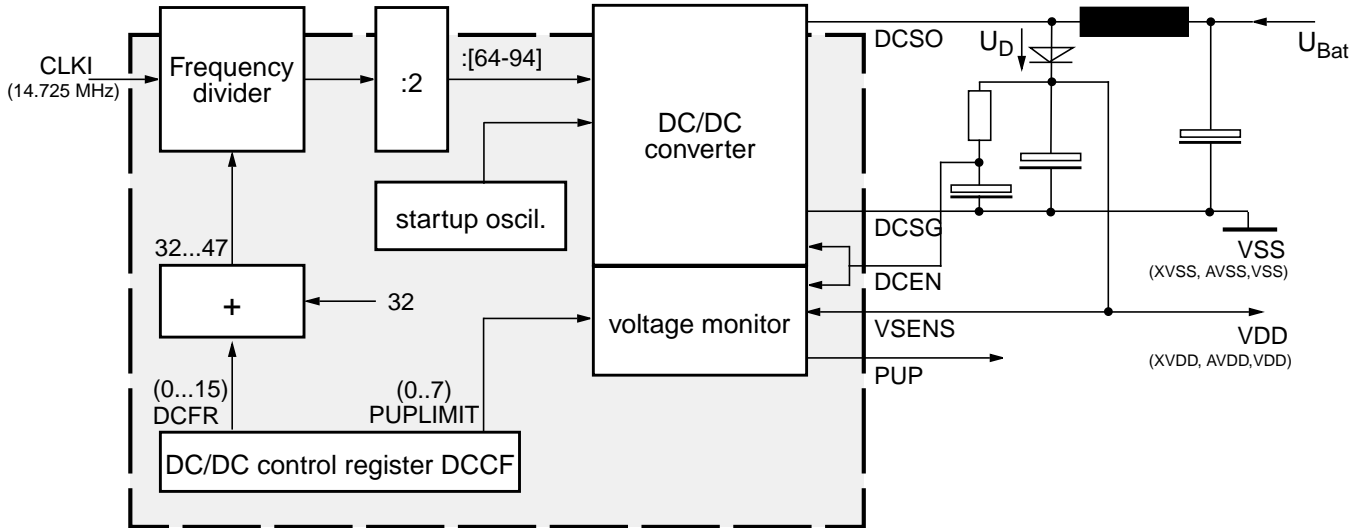 CLKI
(14.725 MHz)
Frequency
divider
:2
:[64-94]
DC/DC
converter
startup oscil.
32...47
+
32
voltage monitor
(0...15)
DCFR
(0..7)
PUPLIMIT
DC/DC control register DCCF
DCSO
UD
UBat
DCSG
VSS
(XVSS, AVSS,VSS)
DCEN
VSENS
VDD
(XVDD, AVDD,VDD)
PUP